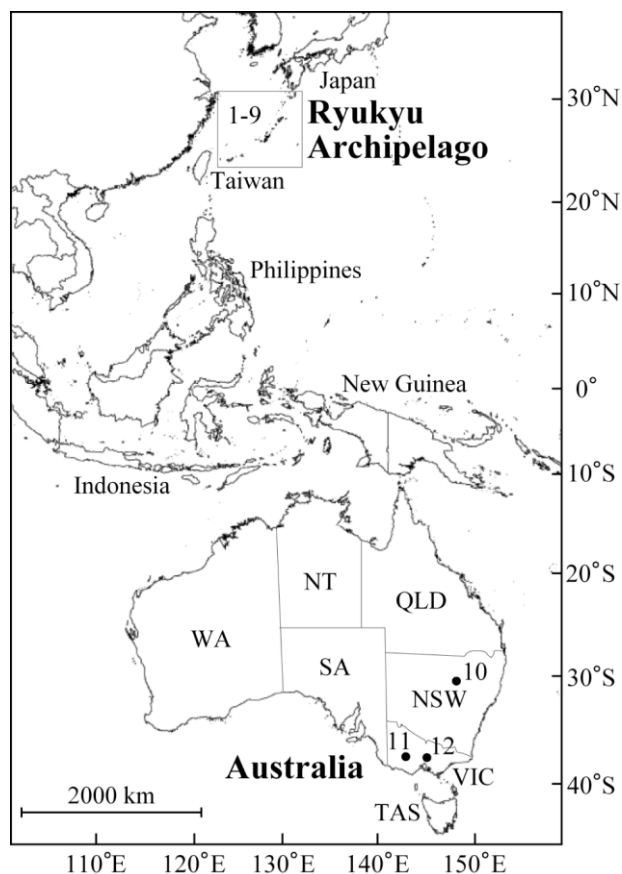 Japan
30°N
1-9
Ryukyu
Archipelago
Taiwan
20°N
Philippines
10°N
New Guinea
0°
Indonesia
10°S
NT
QLD
20°S
WA
SA
10
NSW
30°S
11
12
Australia
VIC
2000 km
TAS
40°S
110°E
120°E
130°E
140°E
150°E